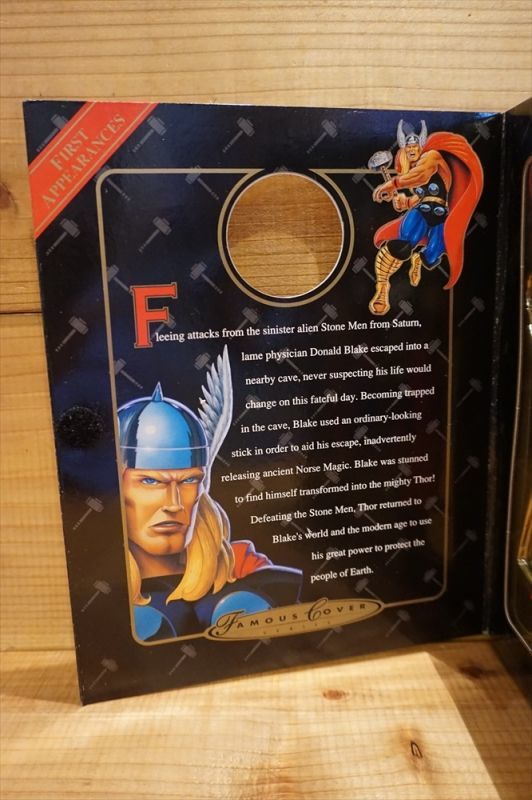 FIRST
APPEARANCES
Fleeing attacks from the sinister alien Stone Men from Saturn,
lame physician Donald Blake escaped into a
nearby cave, never suspecting his life would
change on this fateful day. Becoming trapped
in the cave, Blake used an ordinary-looking
stick in order to aid his escape, inadvertently
releasing ancient Norse Magic. Blake was stunned
to find himself transformed into the mighty Thor!
Defeating the Stone Men, Thor returned to
Blake's world and the modern age to use
his great power to protect the
people of Earth.
FAMOUS COVER
SERIES